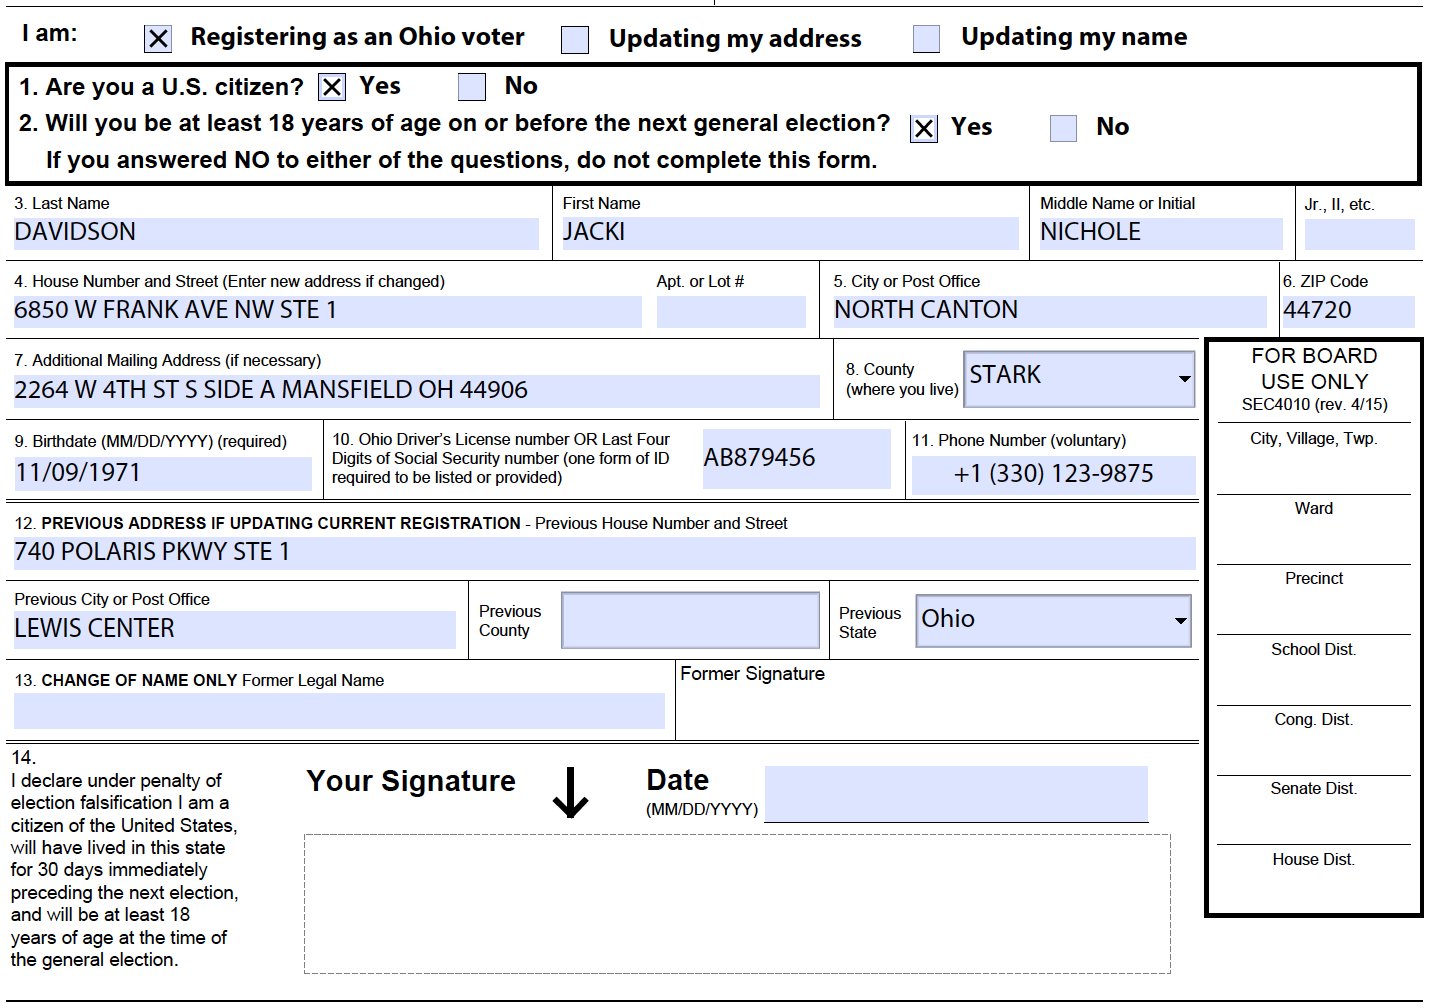 I am: Registering as an Ohio voter Updating my address Updating my name
1. Are you a U.S. citizen? Yes No
2. Will you be at least 18 years of age on or before the next general election? Yes No
If you answered NO to either of the questions, do not complete this form.
3. Last Name First Name Middle Name or Initial Jr., II, etc.
DAVIDSON JACKI NICHOLE
4. House Number and Street (Enter new address if changed) Apt. or Lot # 5. City or Post Office 6. ZIP Code
6850 W FRANK AVE NW STE 1 NORTH CANTON 44720
7. Additional Mailing Address (if necessary)
2264 W 4TH ST S SIDE A MANSFIELD OH 44906
8. County
(where you live)
STARK
FOR BOARD
USE ONLY
SEC4010 (rev. 4/15)
9. Birthdate (MM/DD/YYYY) (required)
11/09/1971
10. Ohio Driver's License number OR Last Four
Digits of Social Security number (one form of ID
required to be listed or provided)
AB879456
11. Phone Number (voluntary)
+1 (330) 123-9875
City, Village, Twp.
Ward
12. PREVIOUS ADDRESS IF UPDATING CURRENT REGISTRATION - Previous House Number and Street
740 POLARIS PKWY STE 1
Precinct
Previous City or Post Office
LEWIS CENTER
Previous
County
Previous
State
Ohio
School Dist.
13. CHANGE OF NAME ONLY Former Legal Name
Former Signature
Cong. Dist.
14.
I declare under penalty of
election falsification I am a
citizen of the United States,
will have lived in this state
for 30 days immediately
preceding the next election,
and will be at least 18
years of age at the time of
the general election.
Your Signature
Date
(MM/DD/YYYY)
Senate Dist.
House Dist.